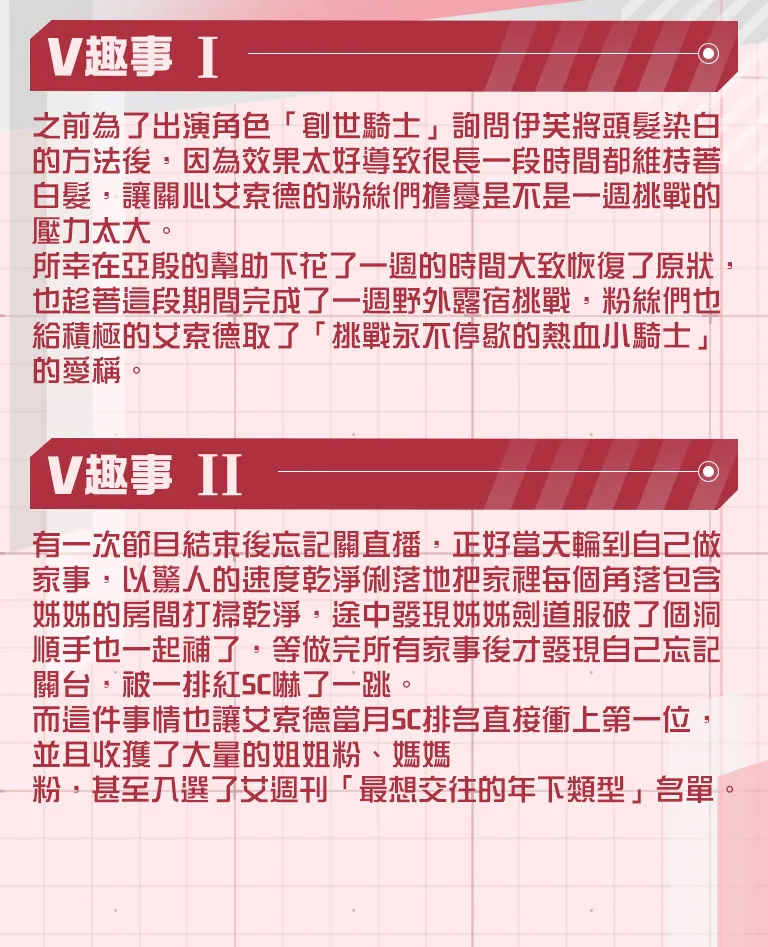 V趣事 I
之前為了出演角色「創世騎士」詢問伊芙將頭髮染白
的方法後，因為效果太好導致很長一段時間都維持著
白髮，讓關心艾索德的粉絲們擔憂是不是一週挑戰的
壓力太大。
所幸在亞殷的幫助下花了一週的時間大致恢復了原狀，
也趁著這段期間完成了一週野外露宿挑戰，粉絲們也
給積極的艾索德取了「挑戰永不停歇的熱血小騎士」
的愛稱。
V趣事 II
有一次節目結束後忘記關直播，正好當天輪到自己做
家事，以驚人的速度乾淨俐落地把家裡每個角落包含
姊姊的房間打掃乾淨，途中發現姊姊劍道服破了個洞
順手也一起補了，等做完所有家事後才發現自己忘記
關台，被一排紅SC嚇了一跳。
而這件事情也讓艾索德當月SC排名直接衝上第一位，
並且收獲了大量的姐姐粉、媽媽
粉，甚至入選了艾週刊「最想交往的年下類型」名單。